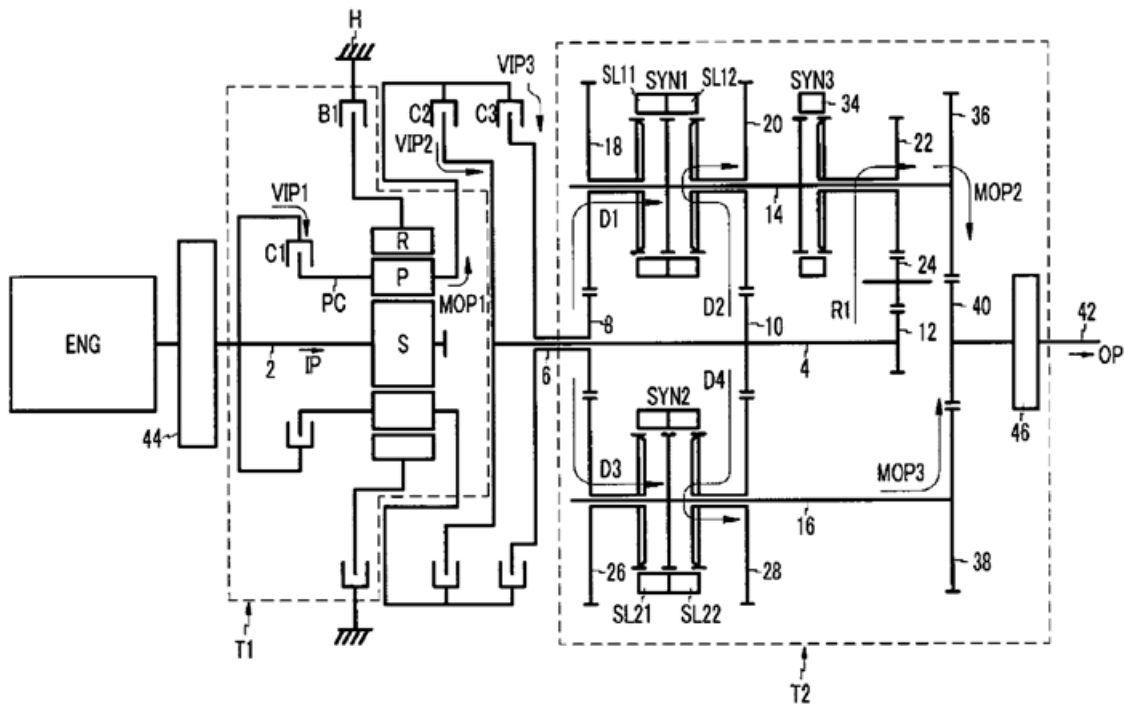 H
VIP3
SL11 SYN1 SL12 SYN3 34
20
36
B1 C2 C3
18
22
VIP2
VIP1
14
MOP2
D1
C1
R
P
PC
MOP1
24
8
D2
R1
40
42
ENG
S
10
12
2
IP
6
4
OP
SYN2
D4
44
46
D3
MOP3
16
26
28
38
SL21 SL22
T1
T2